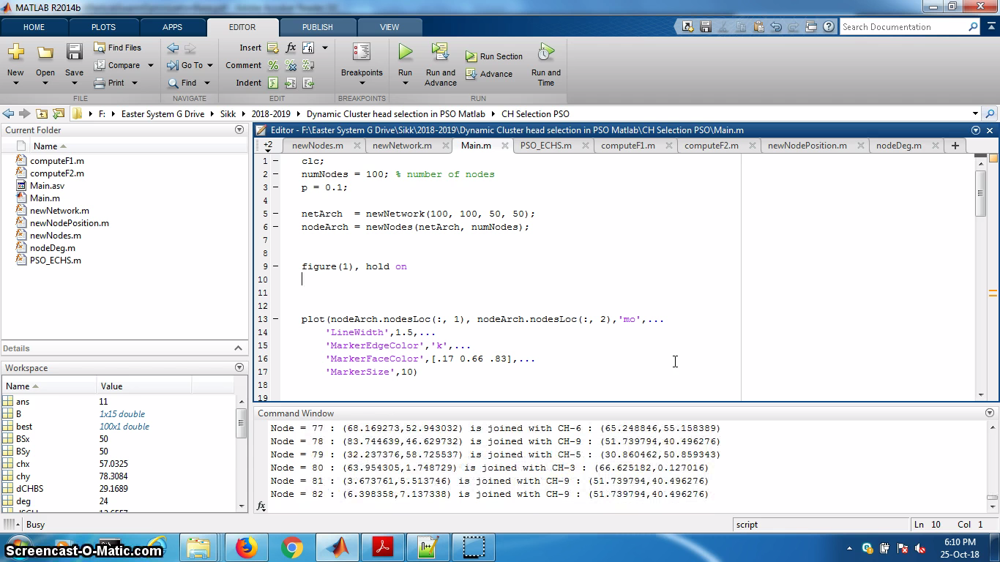 MATLAB R2014b
HOME PLOTS APPS EDITOR PUBLISH VIEW
Search Documentation
New Open Save Find Files Compare Print
Go To Find
Insert fx
Comment
Indent
Breakpoints
Run Run and Advance Run Section Advance Run and Time
FILE NAVIGATE EDIT BREAKPOINTS RUN
F: Easter System G Drive Sikk 2018-2019 Dynamic Cluster head selection in PSO Matlab CH Selection PSO
Current Folder
Name
computeF1.m
computeF2.m
Main.asv
Main.m
newNetwork.m
newNodePosition.m
newNodes.m
nodeDeg.m
PSO_ECHS.m
Details
Workspace
Name Value
ans 11
B 1x15 double
best 100x1 double
BSx 50
BSy 50
chx 57.0325
chy 78.3084
dCHBS 29.1689
deg 24
Editor - F:\Easter System G Drive\Sikk\2018-2019\Dynamic Cluster head selection in PSO Matlab\CH Selection PSO\Main.m
+2 newNodes.m newNetwork.m Main.m PSO_ECHS.m computeF1.m computeF2.m newNodePosition.m nodeDeg.m
1 clc;
2 numNodes = 100; % number of nodes
3 p = 0.1;
4
5 netArch  = newNetwork(100, 100, 50, 50);
6 nodeArch = newNodes(netArch, numNodes);
7
8
9 figure(1), hold on
10
11
12
13 plot(nodeArch.nodesLoc(:, 1), nodeArch.nodesLoc(:, 2),'mo',...
14 'LineWidth',1.5,...
15 'MarkerEdgeColor','k',...
16 'MarkerFaceColor',[.17 0.66 .83],...
17 'MarkerSize',10)
18
19
Command Window
Node = 77 : (68.169273,52.943032) is joined with CH-6 : (65.248846,55.158389)
Node = 78 : (83.744639,46.629732) is joined with CH-9 : (51.739794,40.496276)
Node = 79 : (32.237376,58.725537) is joined with CH-5 : (30.860462,50.859343)
Node = 80 : (63.954305,1.748729) is joined with CH-3 : (66.625182,0.127016)
Node = 81 : (3.673761,5.513746) is joined with CH-9 : (51.739794,40.496276)
Node = 82 : (6.398358,7.137338) is joined with CH-9 : (51.739794,40.496276)
fx
Busy
script Ln 10 Col 1
Screencast-O-Matic.com
6:10 PM
25-Oct-18